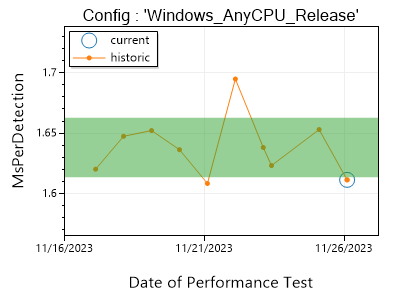 Config : 'Windows_AnyCPU_Release'
current
historic
1.7
1.65
1.6
MsPerDetection
11/16/2023
11/21/2023
11/26/2023
Date of Performance Test